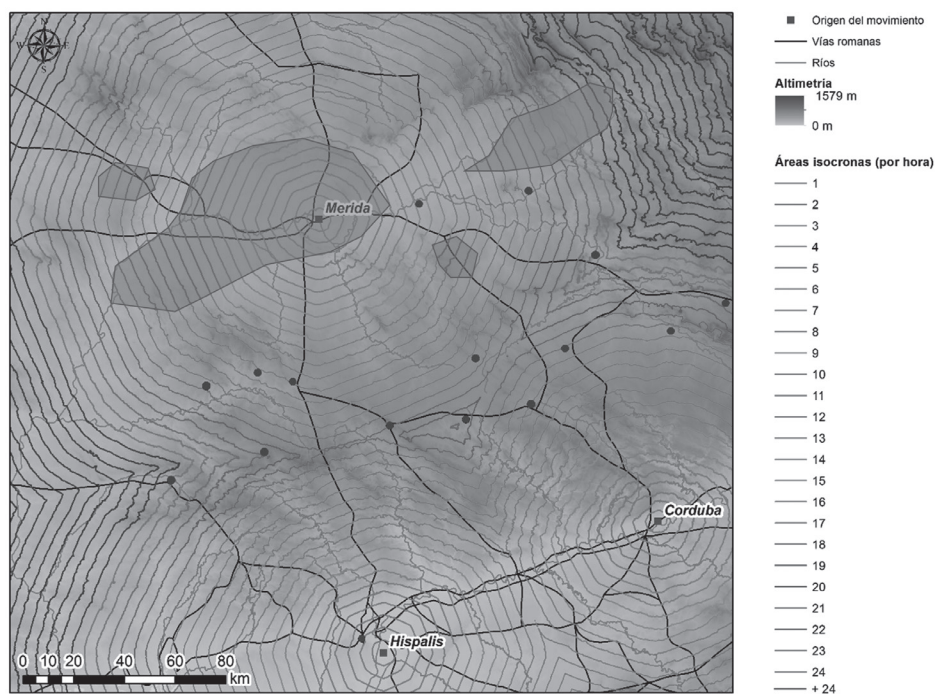 N
W E
S
Merida
Corduba
Hispalis
0 10 20 40 60 80
km
Origen del movimiento
Vías romanas
Ríos
Altimetria
1579 m
0 m
Áreas isocronas (por hora)
1
2
3
4
5
6
7
8
9
10
11
12
13
14
15
16
17
18
19
20
21
22
23
24
+ 24